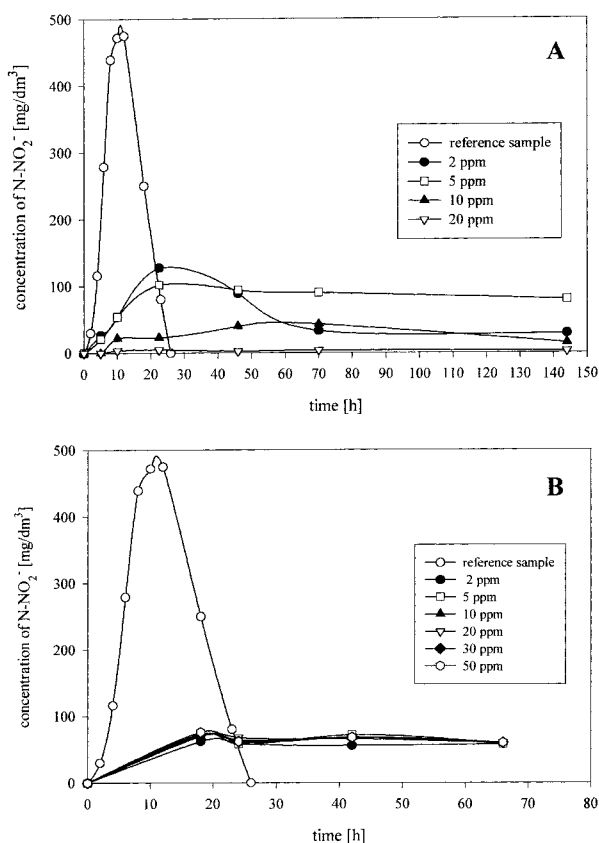 A
concentration of N-NO₂⁻ [mg/dm³]
500
400
300
200
100
0
reference sample
2 ppm
5 ppm
10 ppm
20 ppm
0 10 20 30 40 50 60 70 80 90 100 110 120 130 140 150
time [h]
B
concentration of N-NO₂⁻ [mg/dm³]
500
400
300
200
100
0
reference sample
2 ppm
5 ppm
10 ppm
20 ppm
30 ppm
50 ppm
0 10 20 30 40 50 60 70 80
time [h]